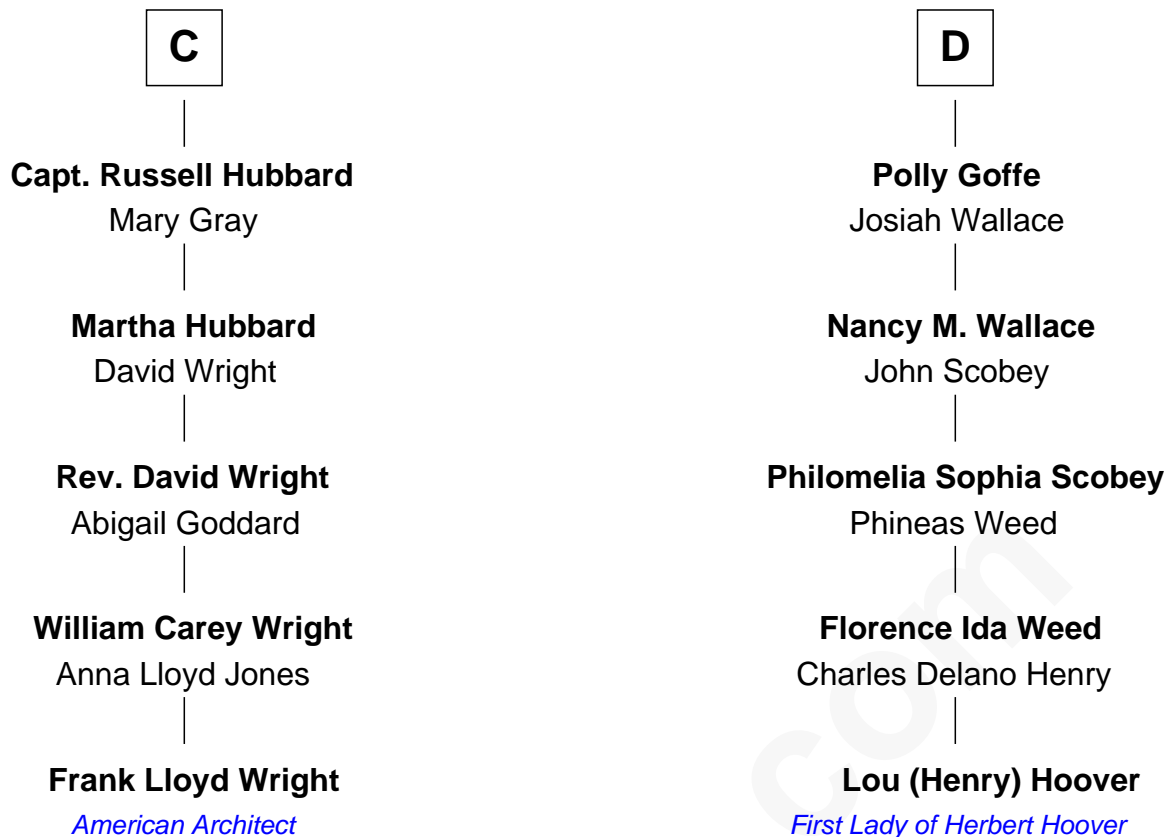 C
D
Capt. Russell Hubbard
Mary Gray
Polly Goffe
Josiah Wallace
Martha Hubbard
David Wright
Nancy M. Wallace
John Scobey
Rev. David Wright
Abigail Goddard
Philomelia Sophia Scobey
Phineas Weed
William Carey Wright
Anna Lloyd Jones
Florence Ida Weed
Charles Delano Henry
Frank Lloyd Wright
American Architect
Lou (Henry) Hoover
First Lady of Herbert Hoover
com